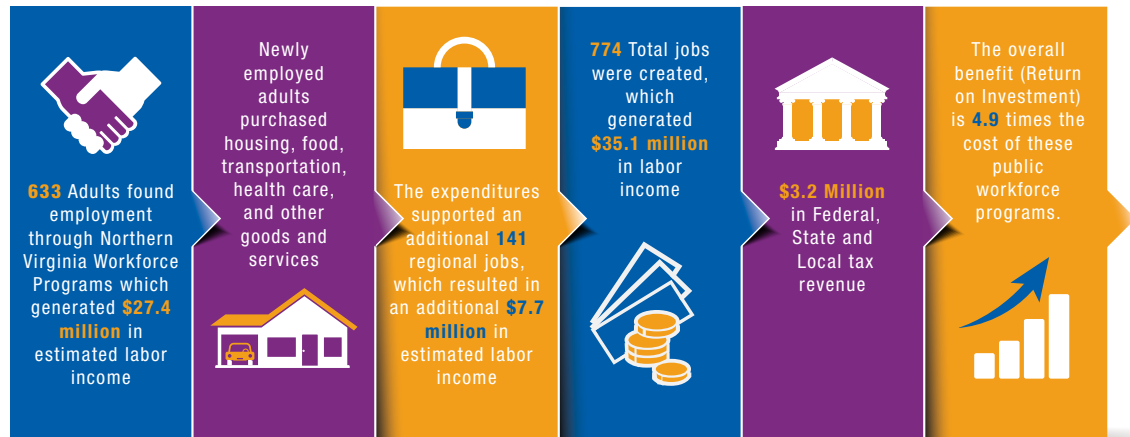 633 Adults found
employment
through Northern
Virginia Workforce
Programs which
generated $27.4
million in
estimated labor
income
Newly
employed
adults
purchased
housing, food,
transportation,
health care,
and other
goods and
services
The expenditures
supported an
additional 141
regional jobs,
which resulted in
an additional $7.7
million in
estimated labor
income
774 Total jobs
were created,
which
generated
$35.1 million
in labor
income
$3.2 Million
in Federal,
State and
Local tax
revenue
The overall
benefit (Return
on Investment)
is 4.9 times the
cost of these
public
workforce
programs.